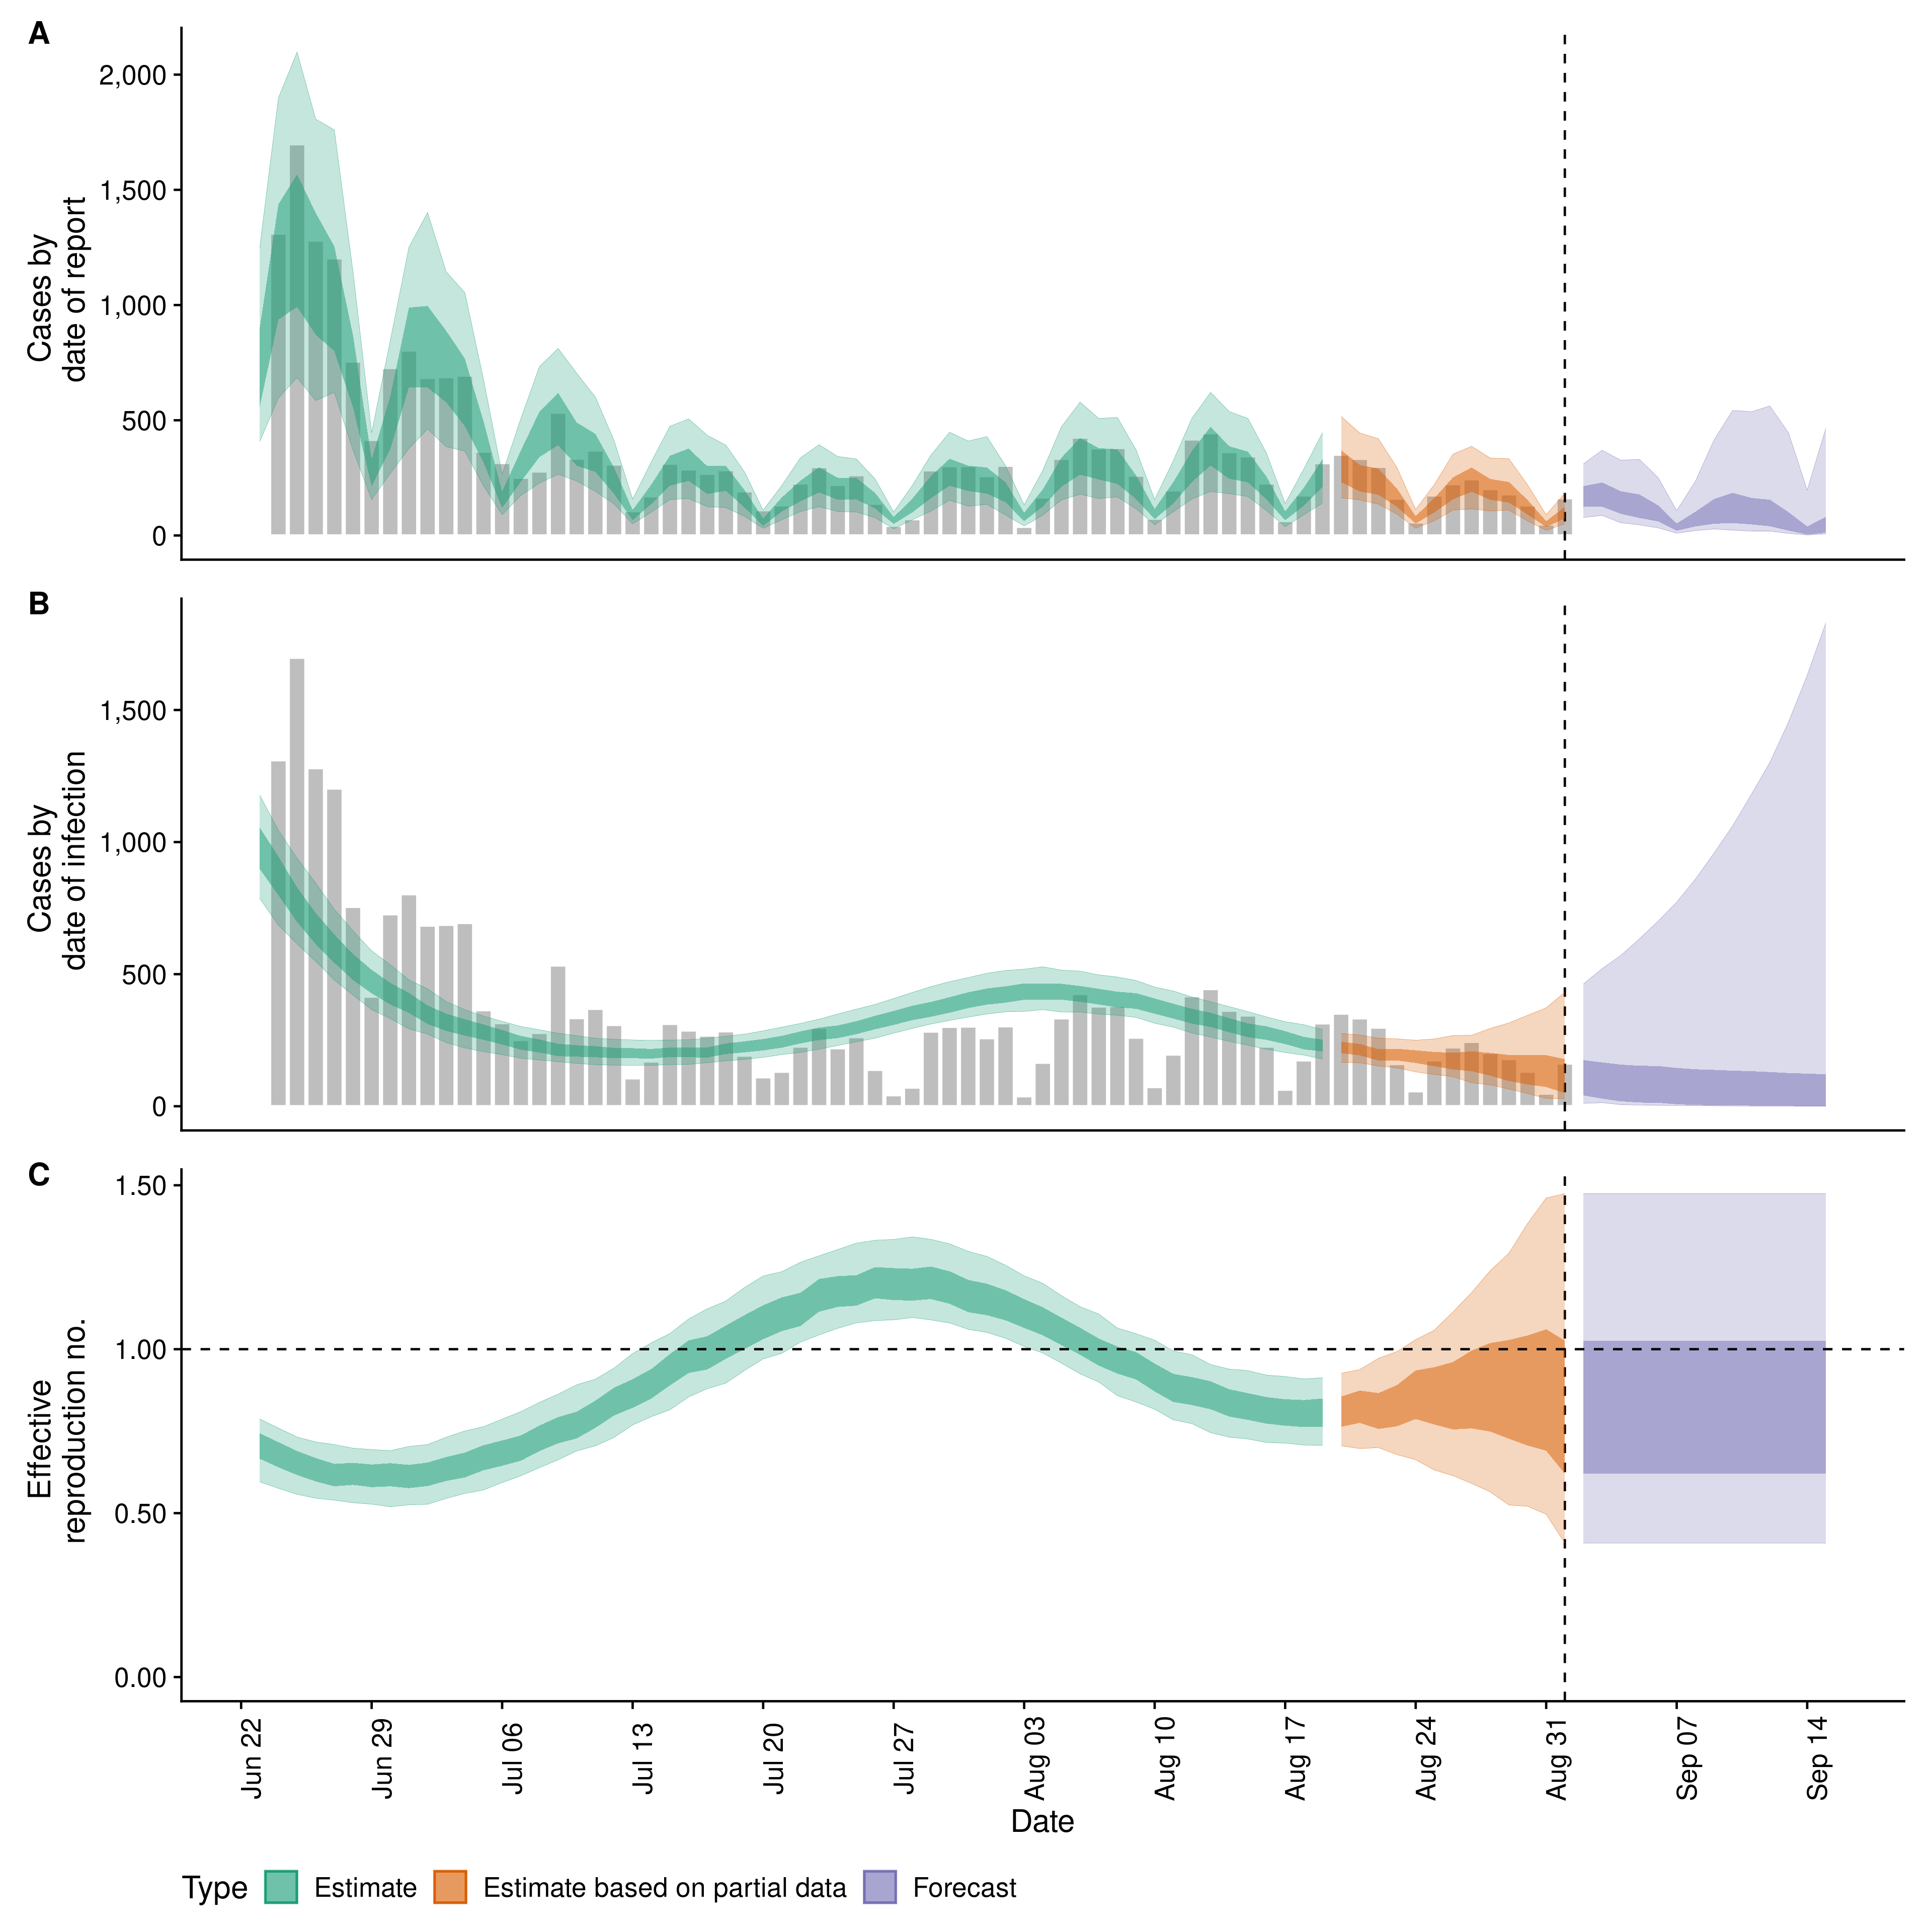 A
2,000
1,500
1,000
500
0
Cases by
date of report
B
1,500
1,000
500
0
Cases by
date of infection
C
1.50
1.00
0.50
0.00
Effective
reproduction no.
Jun 22
Jun 29
Jul 06
Jul 13
Jul 20
Jul 27
Aug 03
Aug 10
Aug 17
Aug 24
Aug 31
Sep 07
Sep 14
Date
Type Estimate Estimate based on partial data Forecast